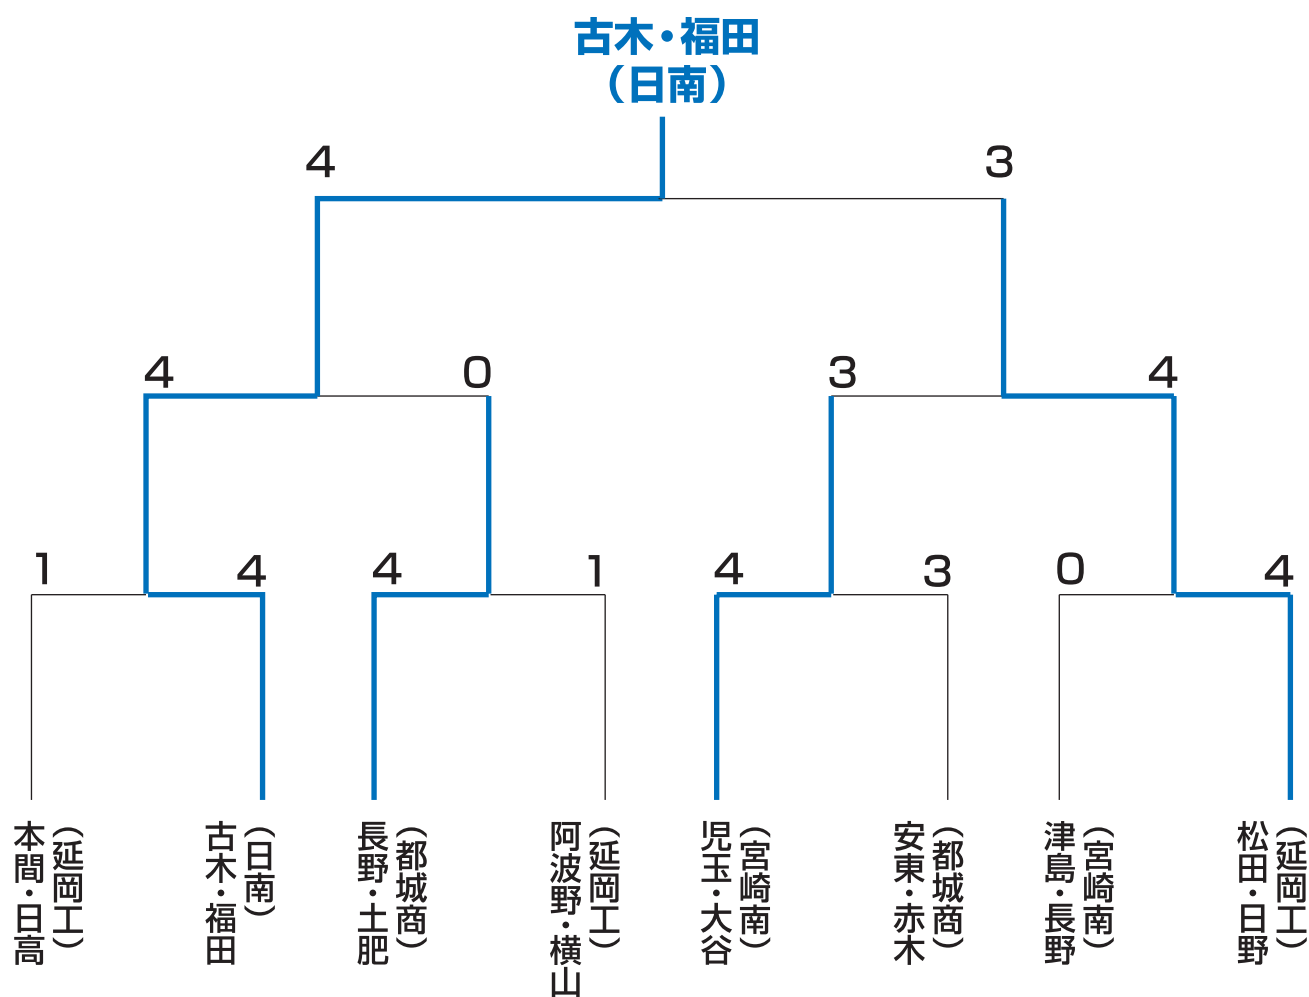 古木・福田
（日南）
4
3
4
0
3
4
1
4
4
1
4
3
0
4
本間・日高
（延岡工）
古木・福田
（日南）
長野・土肥
（都城商）
阿波野・横山
（延岡工）
児玉・大谷
（宮崎南）
安東・赤木
（都城商）
津島・長野
（宮崎南）
松田・日野
（延岡工）